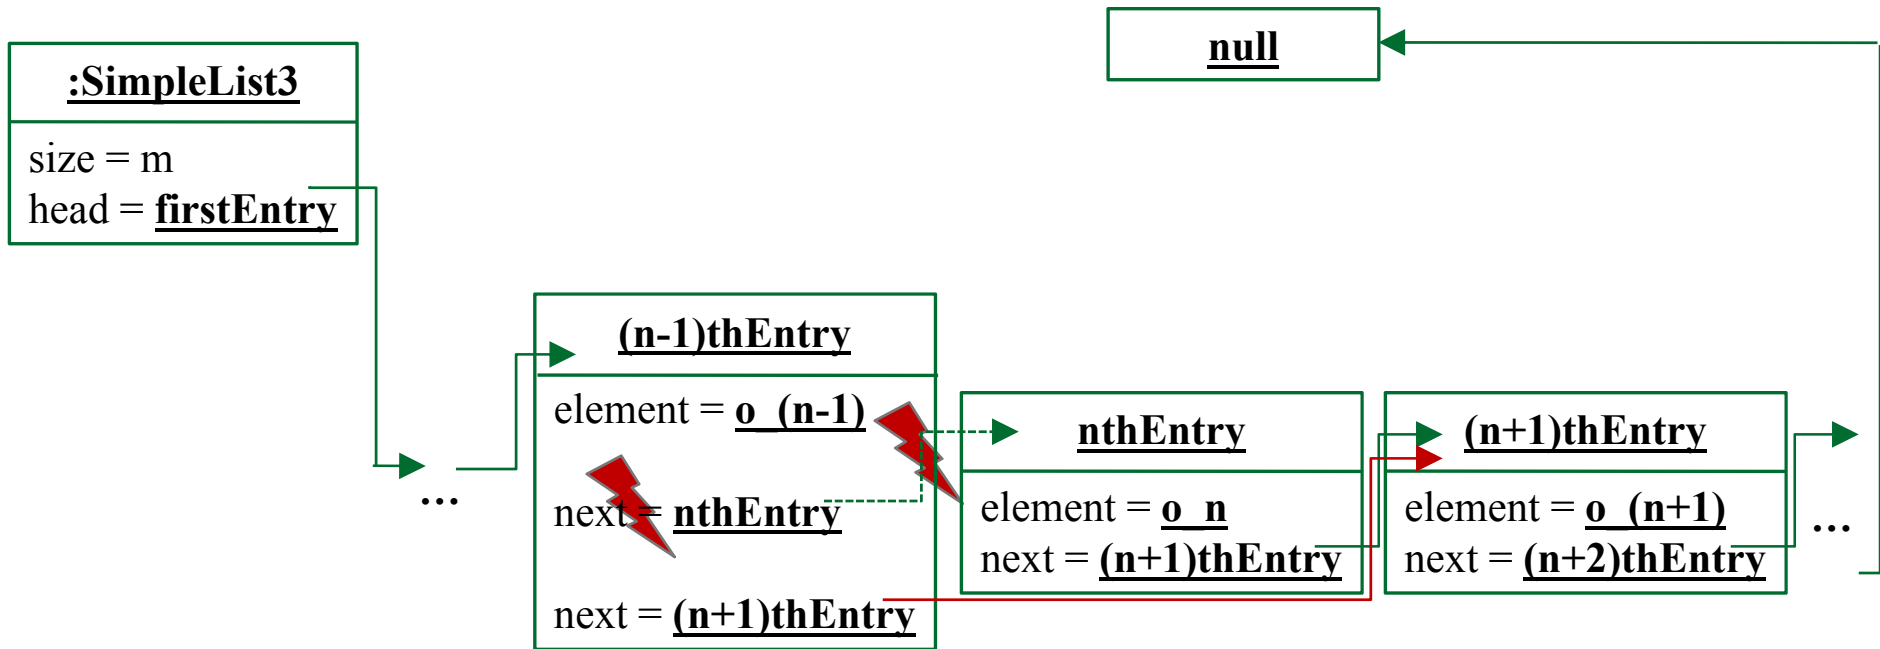 null
:SimpleList3
size = m
head = firstEntry
...
(n-1)thEntry
element = o_(n-1)
next = nthEntry
next = (n+1)thEntry
nthEntry
element = o_n
next = (n+1)thEntry
(n+1)thEntry
element = o_(n+1)
next = (n+2)thEntry
...